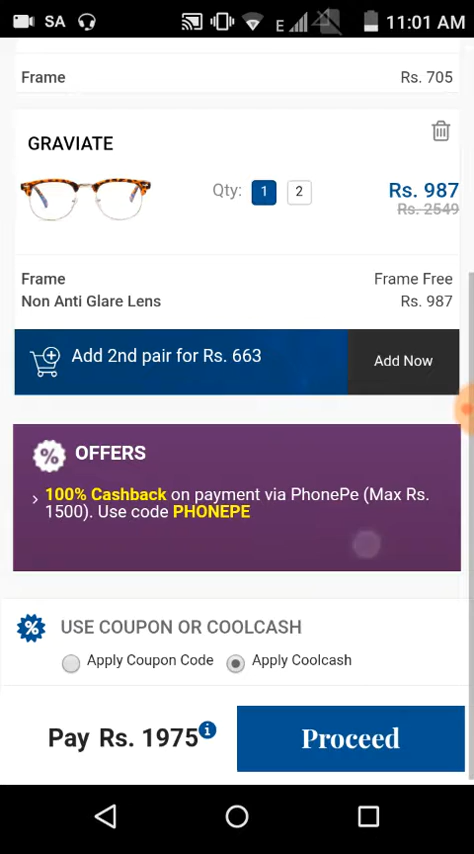 SA E 11:01 AM
Frame Rs. 705
GRAVIATE
Qty: 1 2 Rs. 987
Rs. 2549
Frame Frame Free
Non Anti Glare Lens Rs. 987
Add 2nd pair for Rs. 663 Add Now
% OFFERS
› 100% Cashback on payment via PhonePe (Max Rs.
1500). Use code PHONEPE
% USE COUPON OR COOLCASH
Apply Coupon Code Apply Coolcash
Pay Rs. 1975 i Proceed